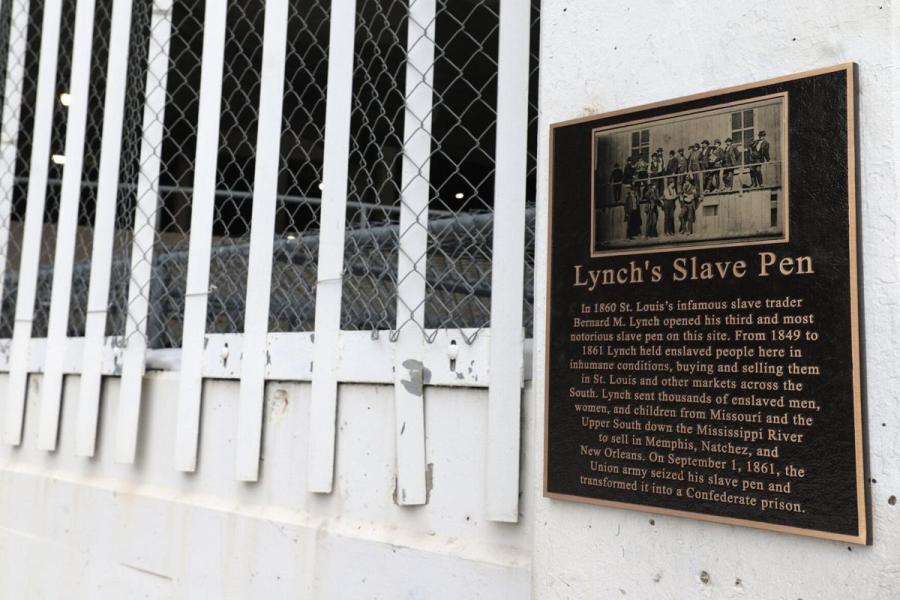 Lynch's Slave Pen
In 1860 St. Louis's infamous slave trader
Bernard M. Lynch opened his third and most
notorious slave pen on this site. From 1849 to
1861 Lynch held enslaved people here in
inhumane conditions, buying and selling them
in St. Louis and other markets across the
South. Lynch sent thousands of enslaved men,
women, and children from Missouri and the
Upper South down the Mississippi River
to sell in Memphis, Natchez, and
New Orleans. On September 1, 1861, the
Union army seized his slave pen and
transformed it into a Confederate prison.